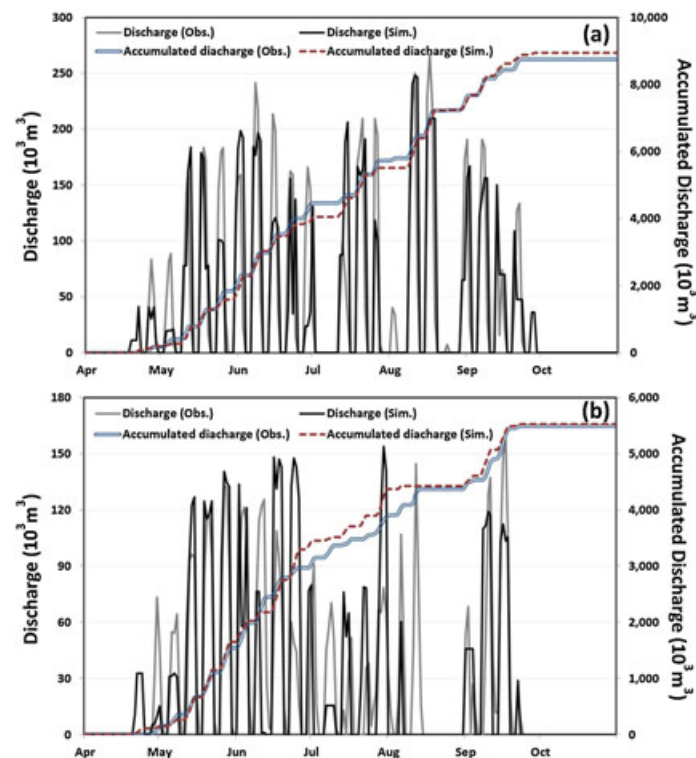 300 10,000
Discharge (Obs.) Discharge (Sim.) (a)
Accumulated diacharge (Obs.) Accumulated diacharge (Sim.)
250
8,000
200
6,000
150
4,000
100
2,000
50
0 0
Apr May Jun Jul Aug Sep Oct
Discharge (10³ m³)
Accumulated Discharge (10³ m³)
180 6,000
Discharge (Obs.) Discharge (Sim.) (b)
Accumulated diacharge (Obs.) Accumulated diacharge (Sim.)
150 5,000
120 4,000
90 3,000
60 2,000
30 1,000
0 0
Apr May Jun Jul Aug Sep Oct
Discharge (10³ m³)
Accumulated Discharge (10³ m³)